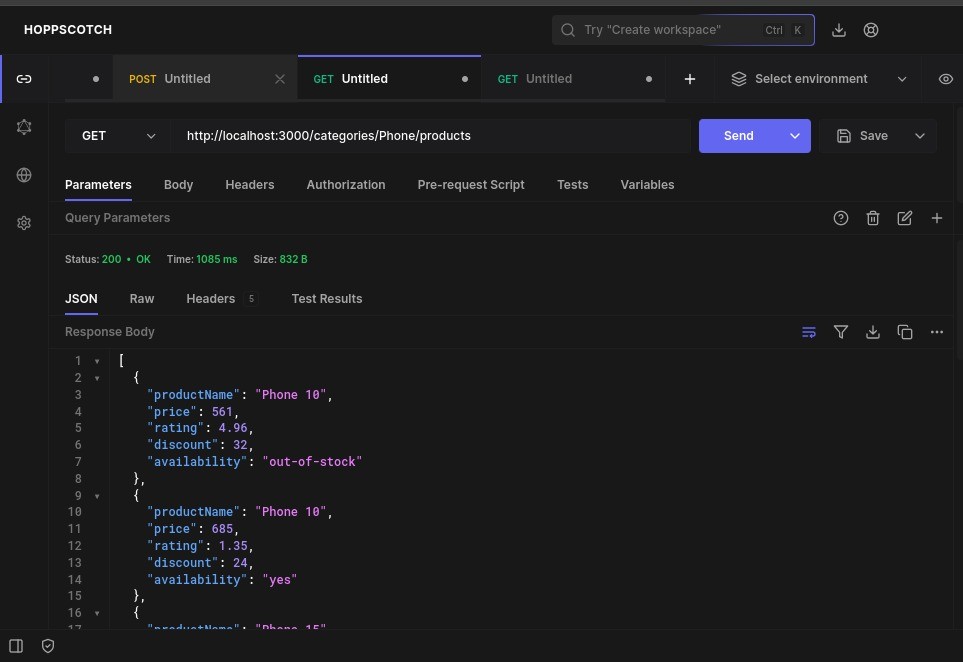 HOPPSCOTCH
Try "Create workspace" Ctrl K
POST Untitled
GET Untitled
GET Untitled
Select environment
GET
http://localhost:3000/categories/Phone/products
Send
Save
Parameters Body Headers Authorization Pre-request Script Tests Variables
Query Parameters
Status: 200 • OK Time: 1085 ms Size: 832 B
JSON Raw Headers 5 Test Results
Response Body
1 [
2 {
3 "productName": "Phone 10",
4 "price": 561,
5 "rating": 4.96,
6 "discount": 32,
7 "availability": "out-of-stock"
8 },
9 {
10 "productName": "Phone 10",
11 "price": 685,
12 "rating": 1.35,
13 "discount": 24,
14 "availability": "yes"
15 },
16 {
17 "productName": "Phone 15",